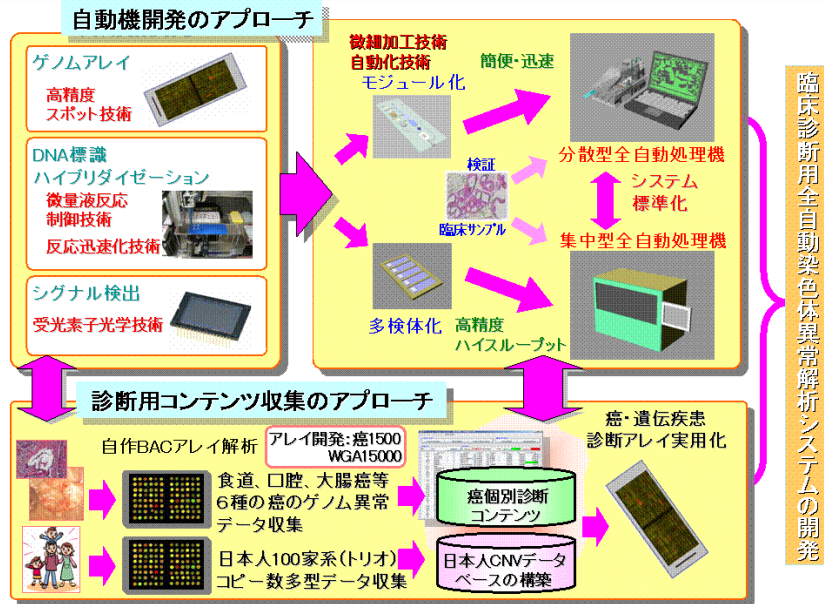 自動機開発のアプローチ
ゲノムアレイ
高精度
スポット技術
DNA標識
ハイブリダイゼーション
微量液反応
制御技術
反応迅速化技術
シグナル検出
受光素子光学技術
微細加工技術
自動化技術
モジュール化
簡便・迅速
分散型全自動処理機
検証
臨床サンプル
システム
標準化
集中型全自動処理機
多検体化
高精度
ハイスループット
診断用コンテンツ収集のアプローチ
自作BACアレイ解析
アレイ開発:癌1500
WGA15000
食道、口腔、大腸癌等
6種の癌のゲノム異常
データ収集
癌個別診断
コンテンツ
日本人100家系(トリオ)
コピー数多型データ収集
日本人CNVデータ
ベースの構築
癌・遺伝疾患
診断アレイ実用化
臨床診断用全自動染色体異常解析システムの開発